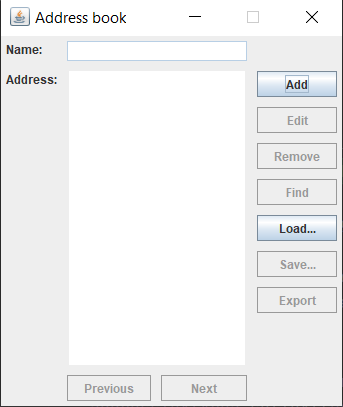 Address book
Name:
Address:
Add
Edit
Remove
Find
Load...
Save...
Export
Previous
Next